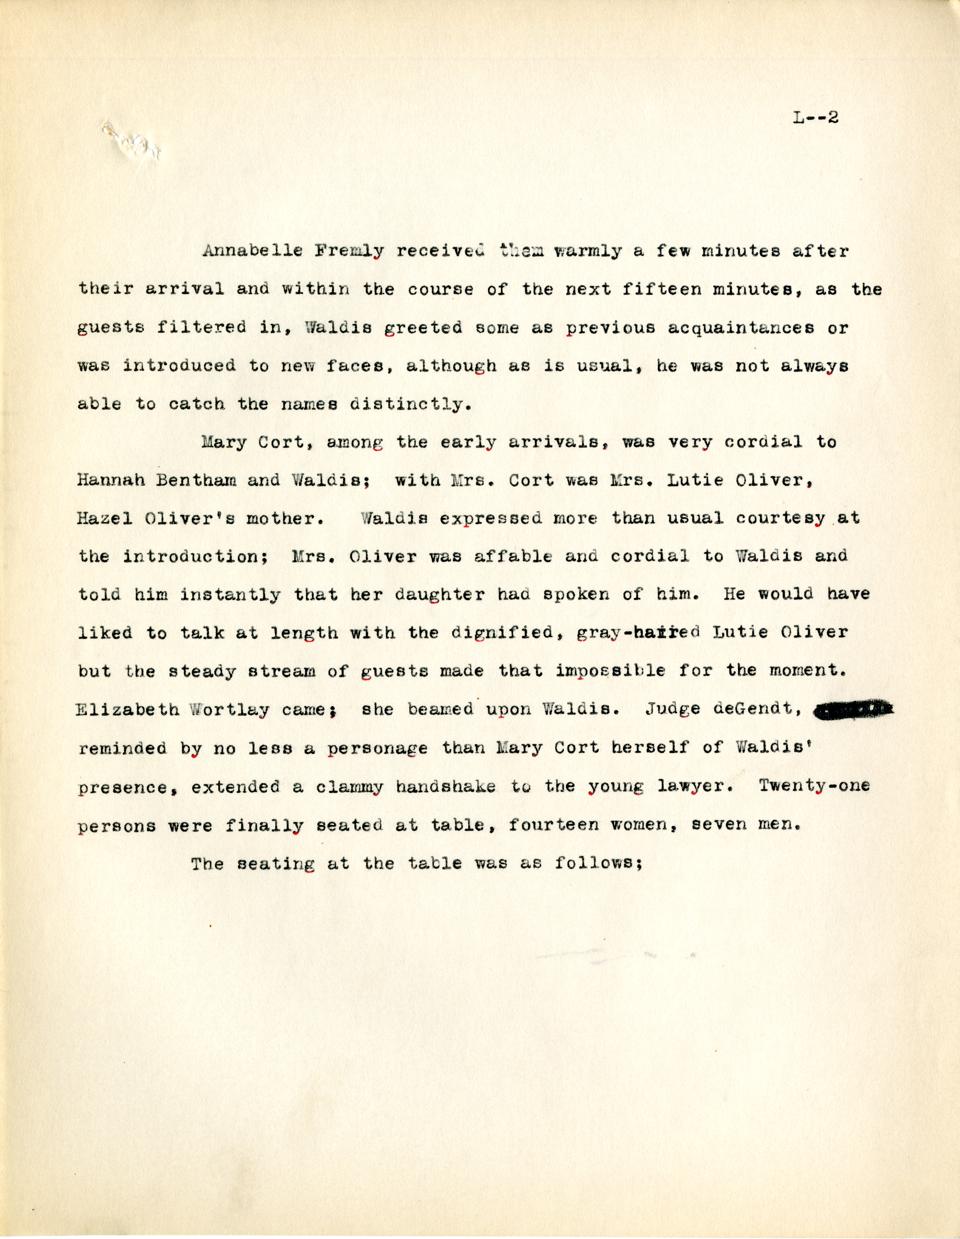 L--2
Annabelle Fremly received them warmly a few minutes after
their arrival and within the course of the next fifteen minutes, as the
guests filtered in, Waldis greeted some as previous acquaintances or
was introduced to new faces, although as is usual, he was not always
able to catch the names distinctly.
Mary Cort, among the early arrivals, was very cordial to
Hannah Bentham and Waldis; with Mrs. Cort was Mrs. Lutie Oliver,
Hazel Oliver's mother. Waldis expressed more than usual courtesy at
the introduction; Mrs. Oliver was affable and cordial to Waldis and
told him instantly that her daughter had spoken of him. He would have
liked to talk at length with the dignified, gray-haired Lutie Oliver
but the steady stream of guests made that impossible for the moment.
Elizabeth Wortlay came; she beamed upon Waldis. Judge deGendt,
reminded by no less a personage than Mary Cort herself of Waldis'
presence, extended a clammy handshake to the young lawyer. Twenty-one
persons were finally seated at table, fourteen women, seven men.
The seating at the table was as follows;